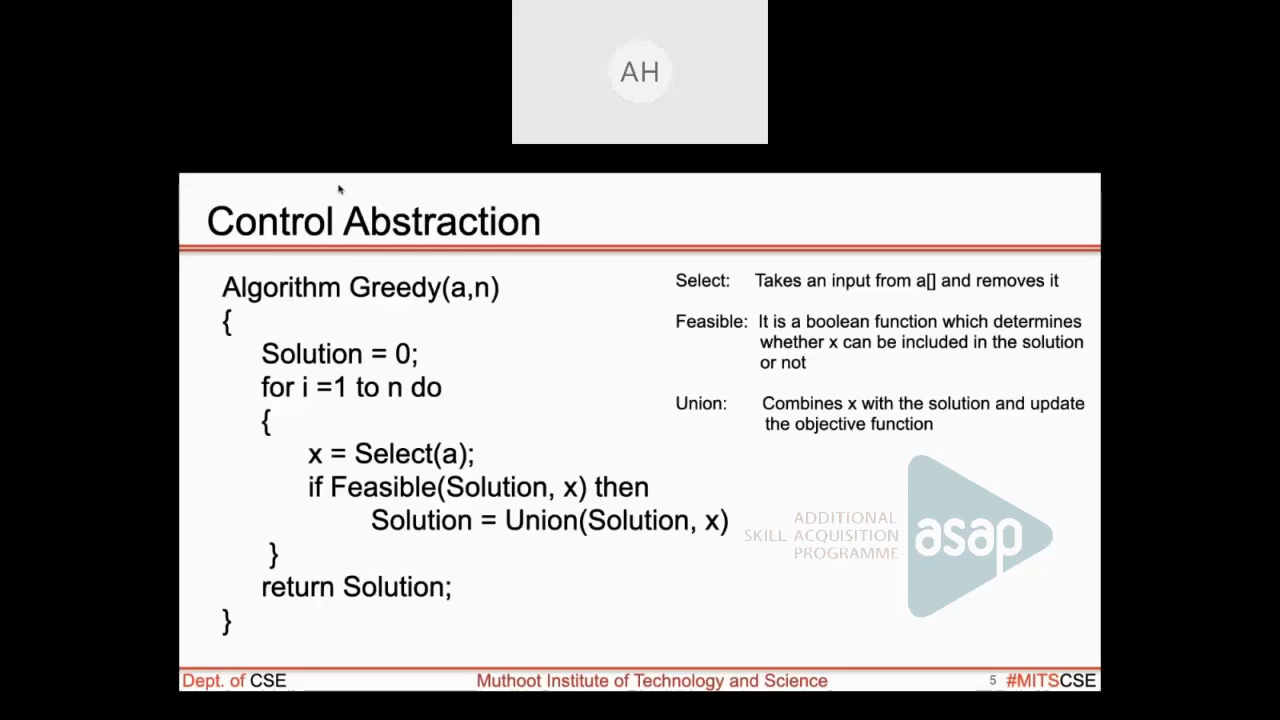 AH
Control Abstraction
Algorithm Greedy(a,n)
{
Solution = 0;
for i =1 to n do
{
x = Select(a);
if Feasible(Solution, x) then
Solution = Union(Solution, x)
}
return Solution;
}
Select: Takes an input from a[] and removes it
Feasible: It is a boolean function which determines
whether x can be included in the solution
or not
Union: Combines x with the solution and update
the objective function
ADDITIONAL
SKILL ACQUISITION
PROGRAMME
asap
Dept. of CSE Muthoot Institute of Technology and Science 5 #MITSCSE